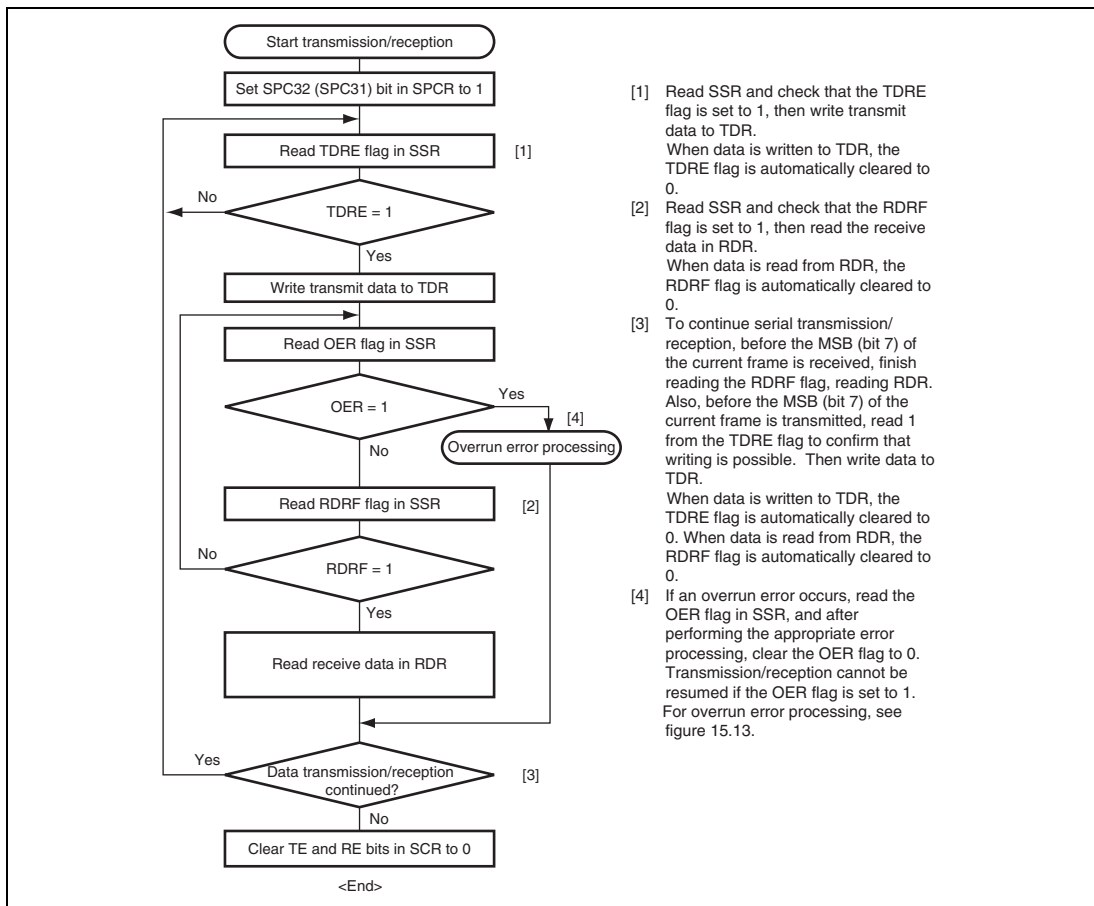 Start transmission/reception
Set SPC32 (SPC31) bit in SPCR to 1
Read TDRE flag in SSR
[1]
No
TDRE = 1
Yes
Write transmit data to TDR
Read OER flag in SSR
Yes
OER = 1
[4]
Overrun error processing
No
Read RDRF flag in SSR
[2]
No
RDRF = 1
Yes
Read receive data in RDR
Yes
Data transmission/reception
continued?
[3]
No
Clear TE and RE bits in SCR to 0
<End>
[1] Read SSR and check that the TDRE
flag is set to 1, then write transmit
data to TDR.
When data is written to TDR, the
TDRE flag is automatically cleared to
0.
[2] Read SSR and check that the RDRF
flag is set to 1, then read the receive
data in RDR.
When data is read from RDR, the
RDRF flag is automatically cleared to
0.
[3] To continue serial transmission/
reception, before the MSB (bit 7) of
the current frame is received, finish
reading the RDRF flag, reading RDR.
Also, before the MSB (bit 7) of the
current frame is transmitted, read 1
from the TDRE flag to confirm that
writing is possible. Then write data to
TDR.
When data is written to TDR, the
TDRE flag is automatically cleared to
0. When data is read from RDR, the
RDRF flag is automatically cleared to
0.
[4] If an overrun error occurs, read the
OER flag in SSR, and after
performing the appropriate error
processing, clear the OER flag to 0.
Transmission/reception cannot be
resumed if the OER flag is set to 1.
For overrun error processing, see
figure 15.13.